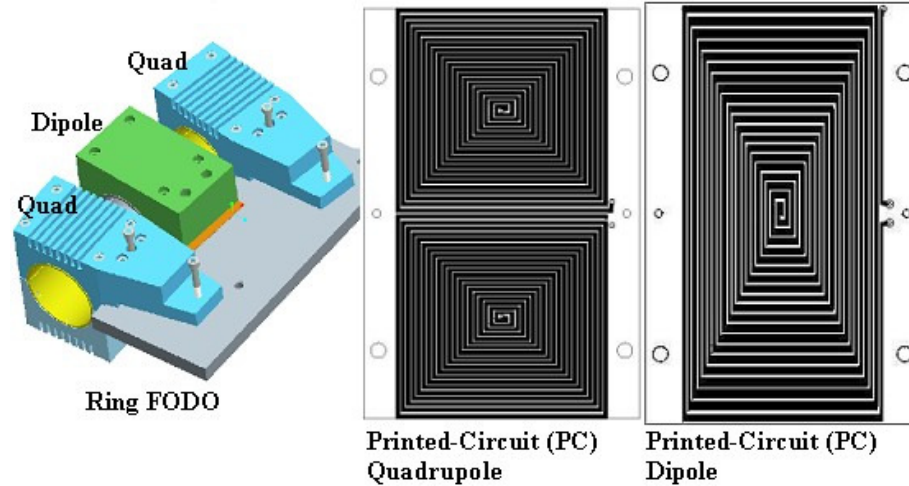 Quad
Dipole
Quad
Ring FODO
Printed-Circuit (PC)
Quadrupole
Printed-Circuit (PC)
Dipole